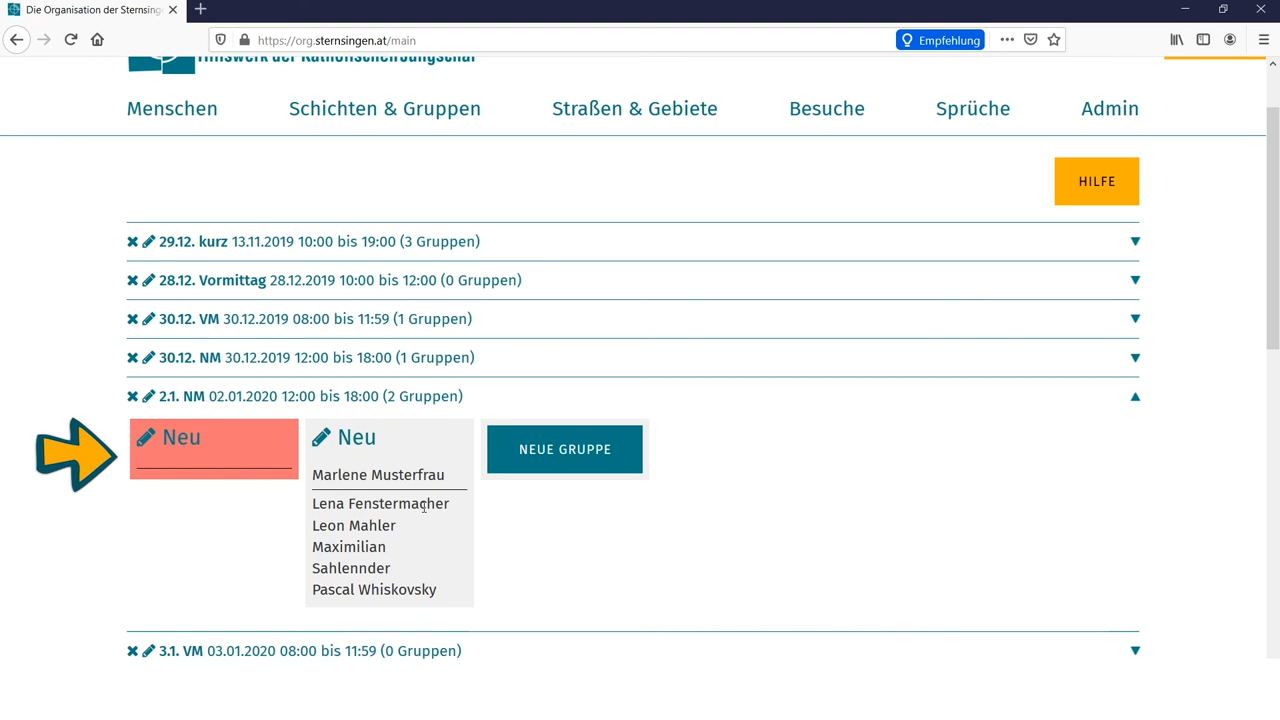 Die Organisation der Sternsing
https://org.sternsingen.at/main
Empfehlung
Hilfswerk der Katholischen Jungschar
Menschen
Schichten & Gruppen
Straßen & Gebiete
Besuche
Sprüche
Admin
HILFE
29.12. kurz 13.11.2019 10:00 bis 19:00 (3 Gruppen)
28.12. Vormittag 28.12.2019 10:00 bis 12:00 (0 Gruppen)
30.12. VM 30.12.2019 08:00 bis 11:59 (1 Gruppen)
30.12. NM 30.12.2019 12:00 bis 18:00 (1 Gruppen)
2.1. NM 02.01.2020 12:00 bis 18:00 (2 Gruppen)
Neu
Neu
Marlene Musterfrau
Lena Fenstermacher
Leon Mahler
Maximilian
Sahlennder
Pascal Whiskovsky
NEUE GRUPPE
3.1. VM 03.01.2020 08:00 bis 11:59 (0 Gruppen)